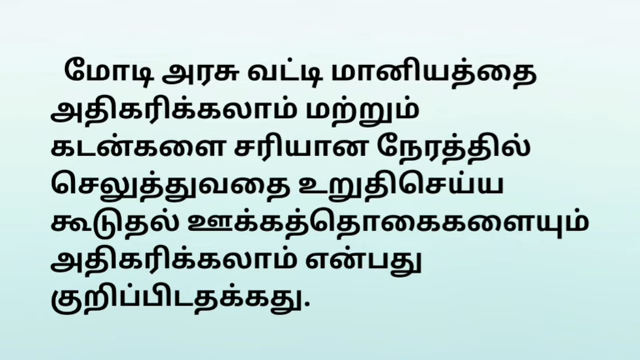 மோடி அரசு வட்டி மானியத்தை
அதிகரிக்கலாம் மற்றும்
கடன்களை சரியான நேரத்தில்
செலுத்துவதை உறுதிசெய்ய
கூடுதல் ஊக்கத்தொகைகளையும்
அதிகரிக்கலாம் என்பது
குறிப்பிடதக்கது.